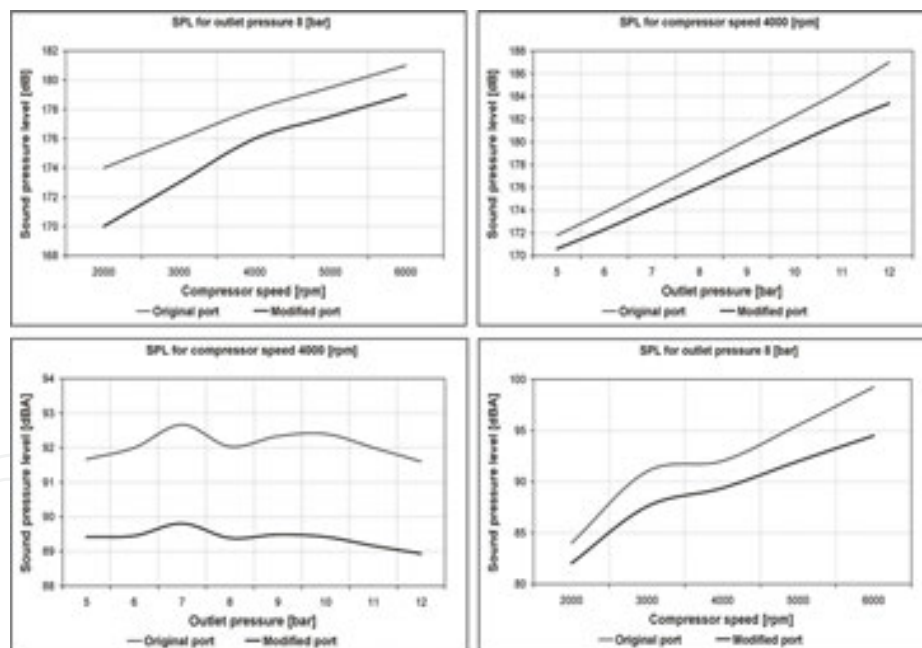 SPL for outlet pressure 8 [bar]
Sound pressure level [dB]
182
180
178
176
174
172
170
168
2000 3000 4000 5000 6000
Compressor speed [rpm]
Original port Modified port
SPL for compressor speed 4000 [rpm]
Sound pressure level [dB]
188
186
184
182
180
178
176
174
172
170
5 6 7 8 9 10 11 12
Outlet pressure [bar]
Original port Modified port
SPL for compressor speed 4000 [rpm]
Sound pressure level [dBA]
94
93
92
91
90
89
88
5 6 7 8 9 10 11 12
Outlet pressure [bar]
Original port Modified port
SPL for outlet pressure 8 [bar]
Sound pressure level [dBA]
100
95
90
85
80
2000 3000 4000 5000 6000
Compressor speed [rpm]
Original port Modified port